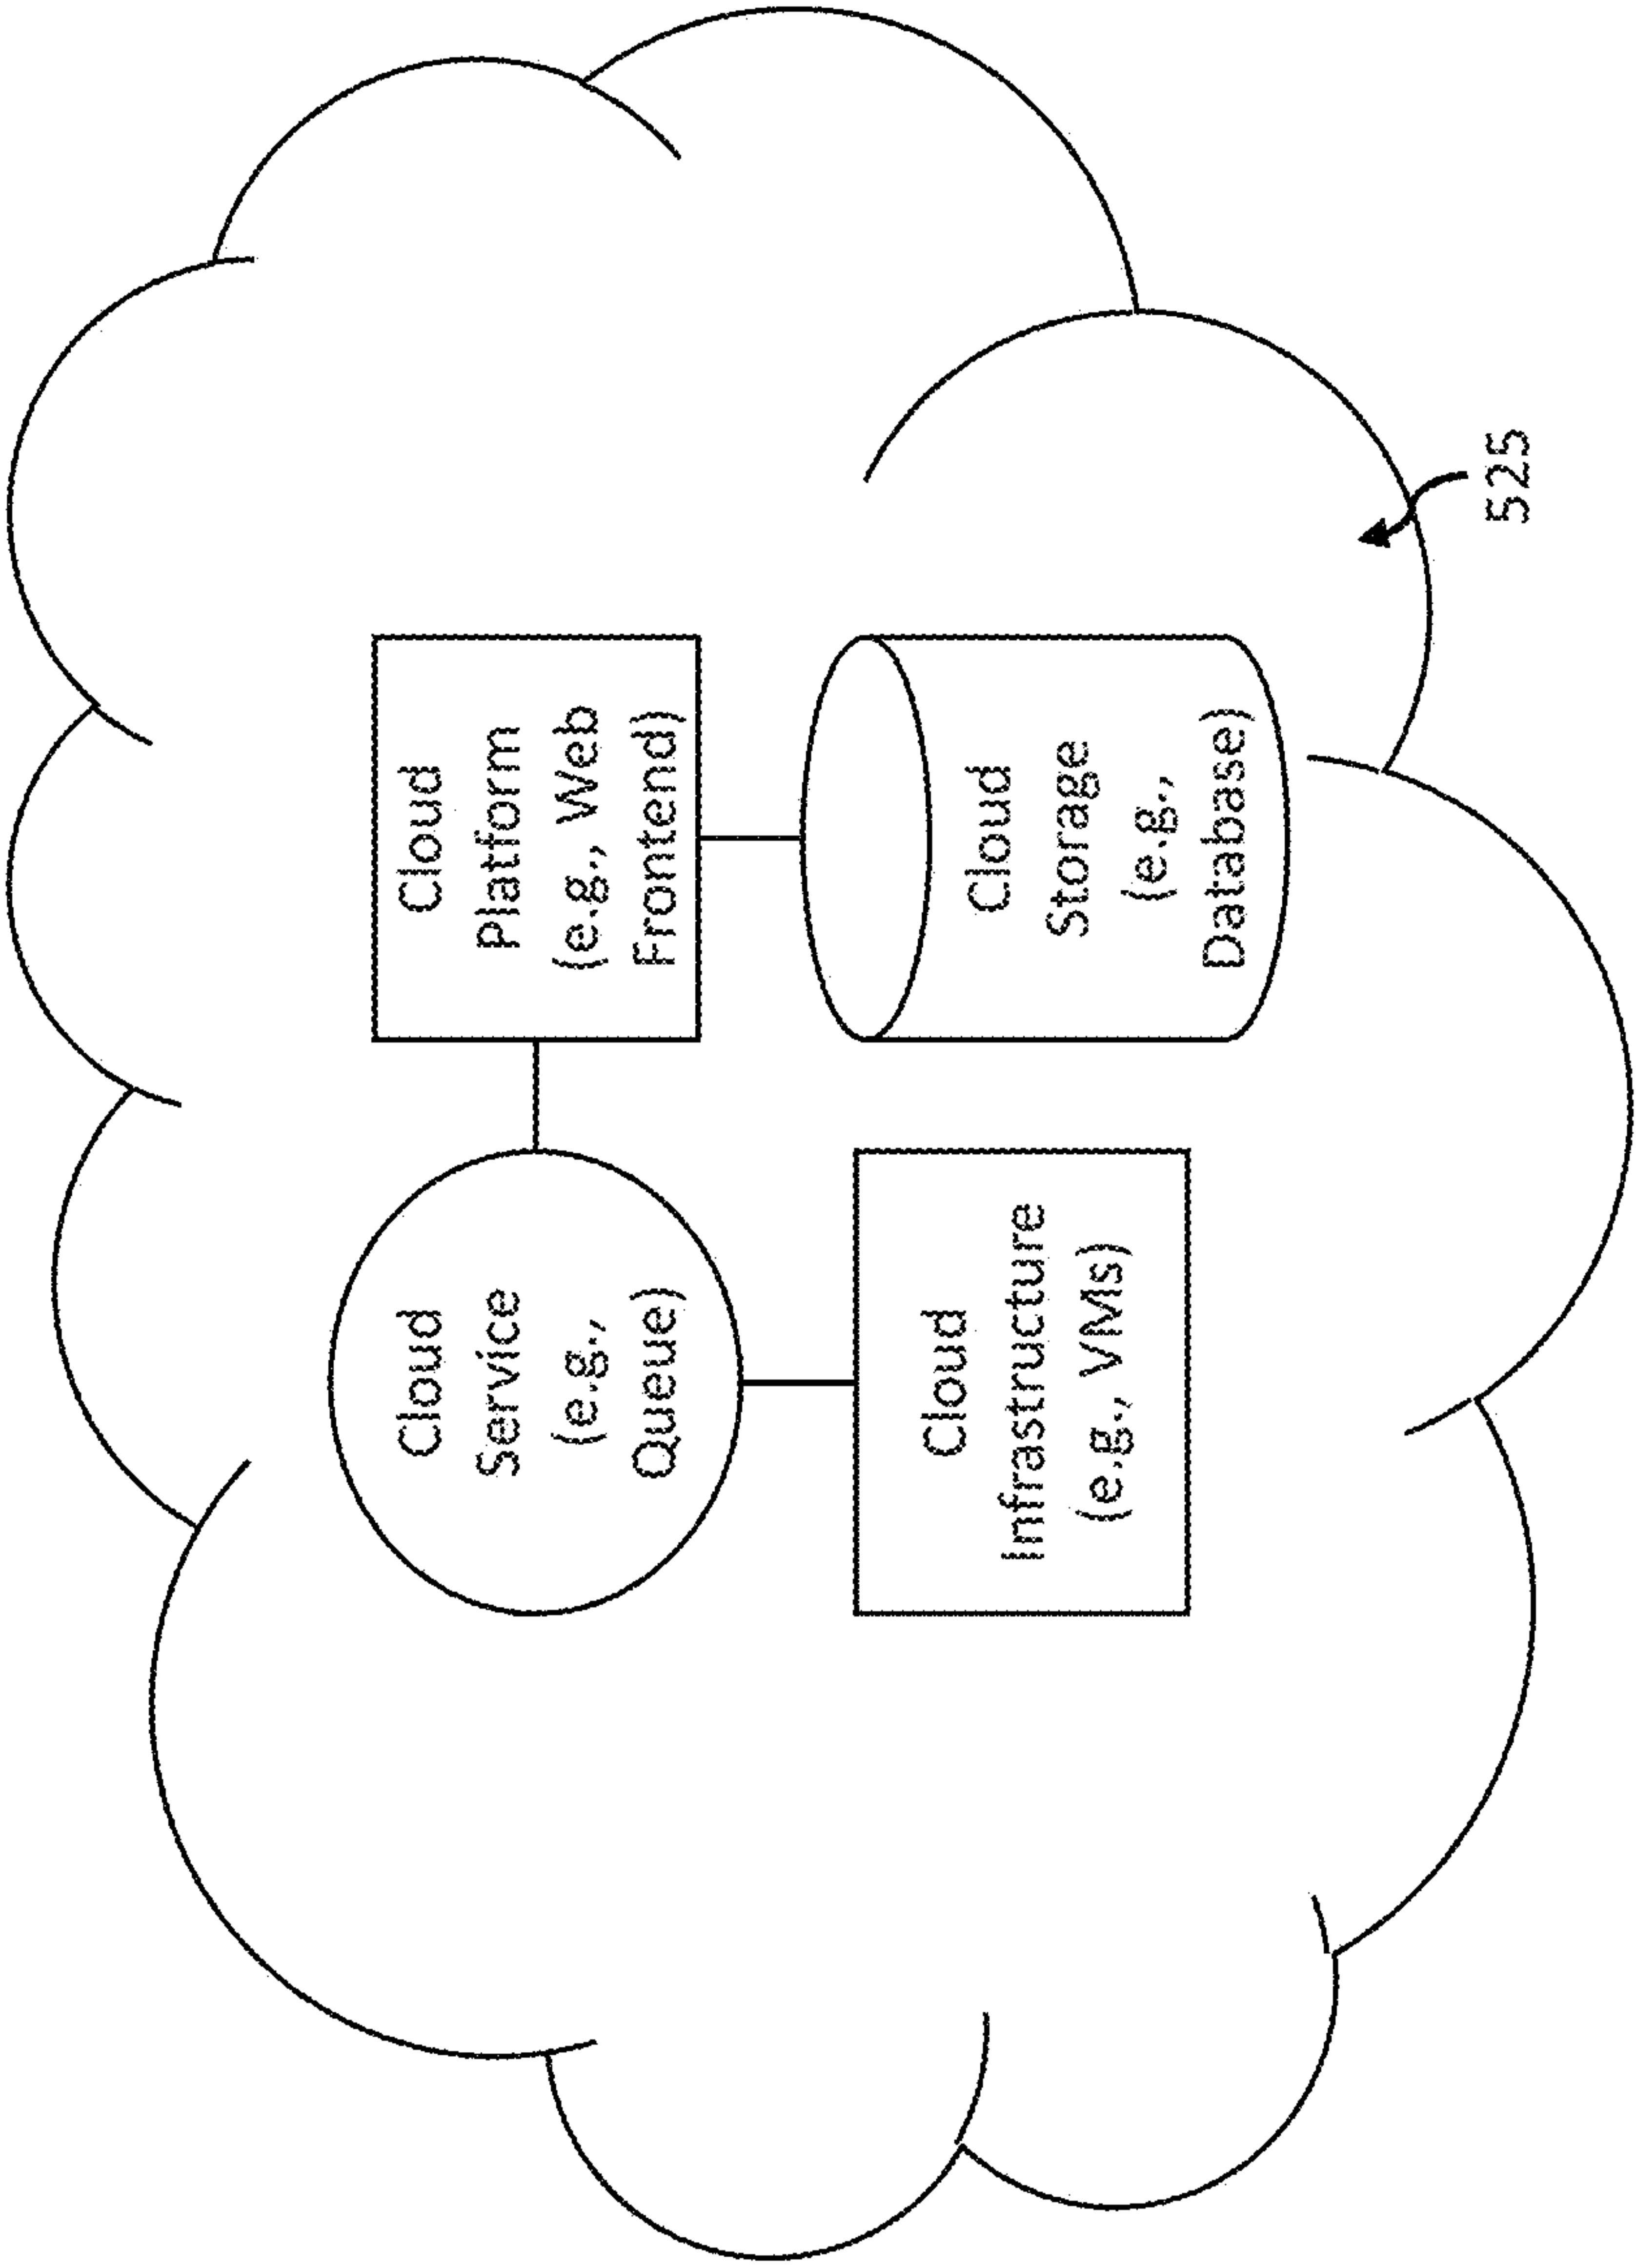 Cloud
Service
(e.g.,
Queue)
Cloud
Platform
(e.g., Web
Frontend)
Cloud
Infrastructure
(e.g., VMs)
Cloud
Storage
(e.g.,
Database)
525